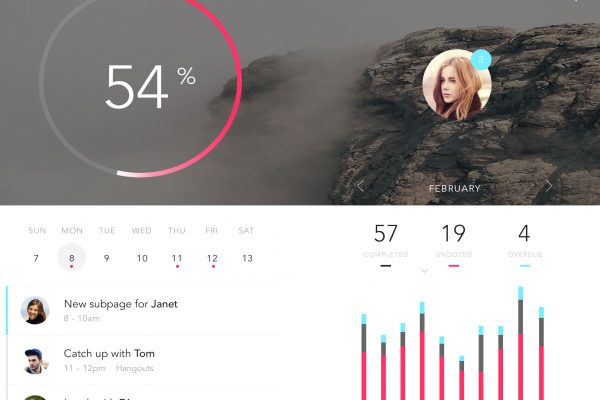 54 %
3
FEBRUARY
SUN MON TUE WED THU FRI SAT
7 8 9 10 11 12 13
57 19 4
COMPLETED SNOOZED OVERDUE
New subpage for Janet
8 - 10am
Catch up with Tom
11 - 12pm Hangouts